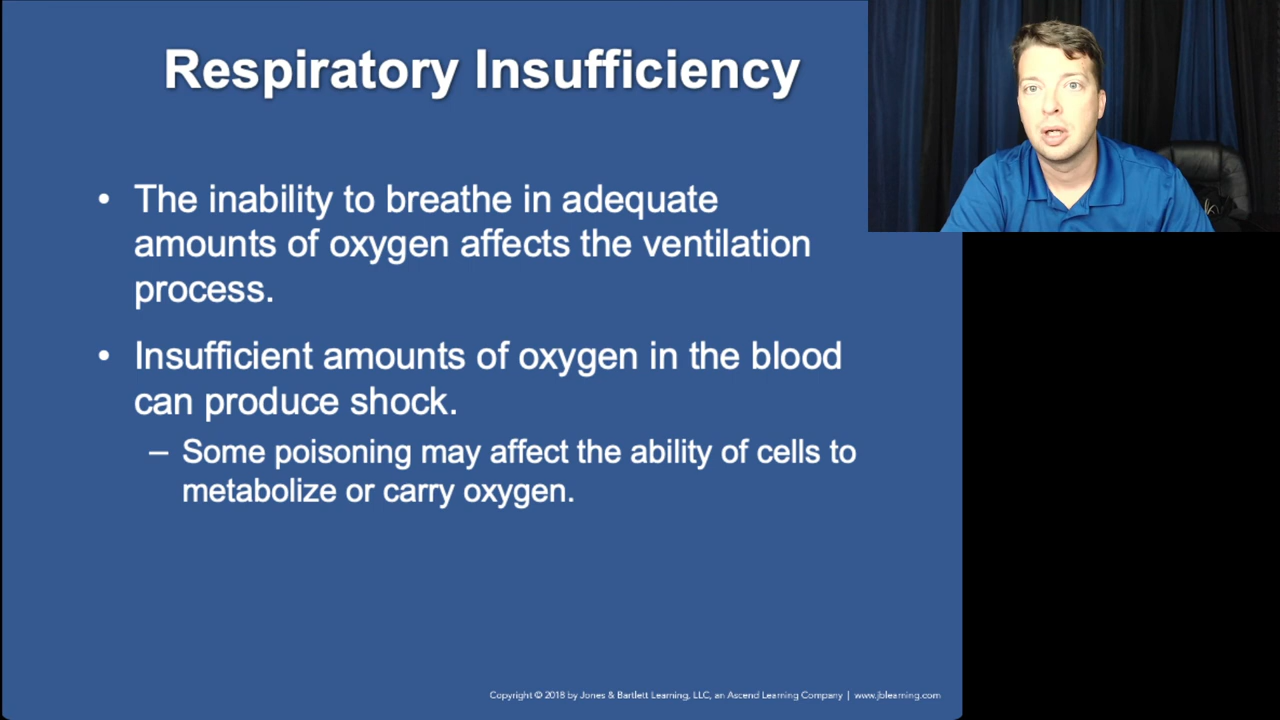 Respiratory Insufficiency
• The inability to breathe in adequate
amounts of oxygen affects the ventilation
process.
• Insufficient amounts of oxygen in the blood
can produce shock.
– Some poisoning may affect the ability of cells to
metabolize or carry oxygen.
Copyright © 2018 by Jones & Bartlett Learning, LLC, an Ascend Learning Company | www.jblearning.com